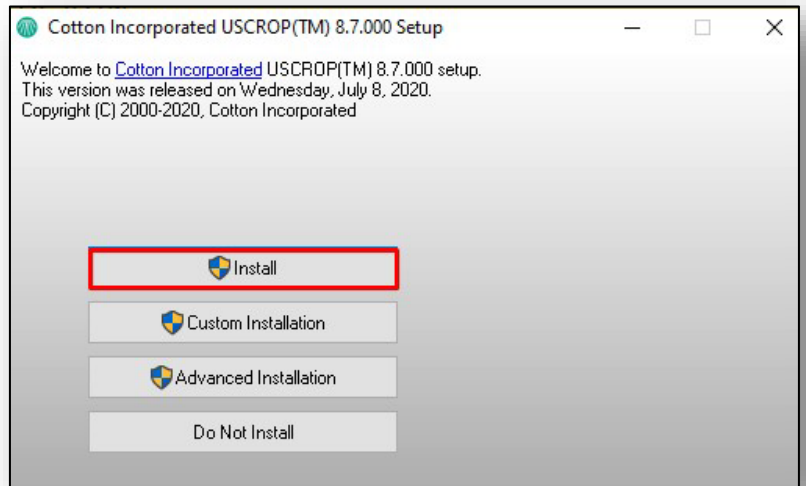 Cotton Incorporated USCROP(TM) 8.7.000 Setup
Welcome to Cotton Incorporated USCROP(TM) 8.7.000 setup.
This version was released on Wednesday, July 8, 2020.
Copyright (C) 2000-2020, Cotton Incorporated
Install
Custom Installation
Advanced Installation
Do Not Install